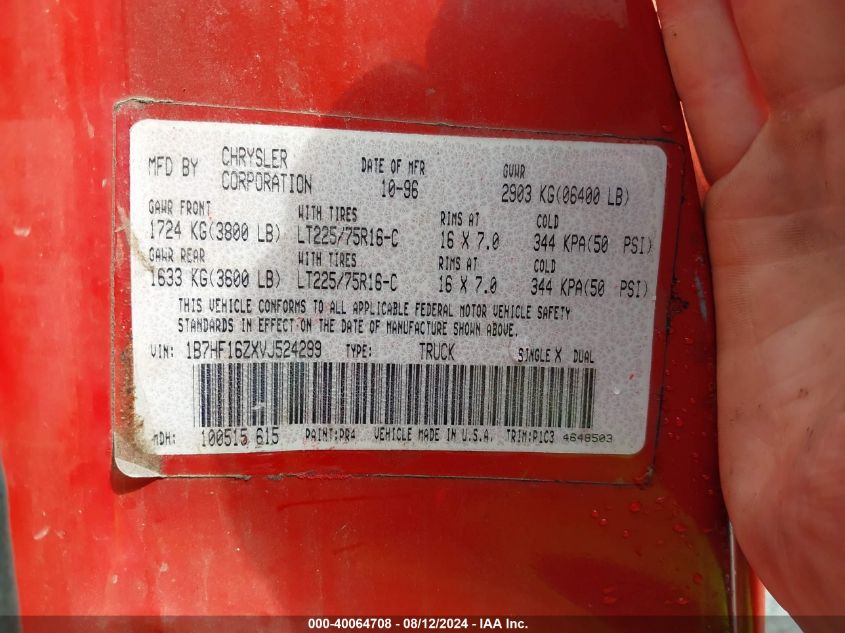 MFD BY CHRYSLER CORPORATION DATE OF MFR 10-96 GVWR 2903 KG(06400 LB)
GAWR FRONT WITH TIRES RIMS AT COLD
1724 KG(3800 LB) LT225/75R16-C 16 X 7.0 344 KPA(50 PSI)
GAWR REAR WITH TIRES RIMS AT COLD
1633 KG(3600 LB) LT225/75R16-C 16 X 7.0 344 KPA(50 PSI)
THIS VEHICLE CONFORMS TO ALL APPLICABLE FEDERAL MOTOR VEHICLE SAFETY
STANDARDS IN EFFECT ON THE DATE OF MANUFACTURE SHOWN ABOVE.
VIN: 1B7HF16ZXVJ524299 TYPE: TRUCK SINGLE X DUAL
MDH: 100515 615 PAINT:PR4 VEHICLE MADE IN U.S.A. TRIM:P1C3 4648503
000-40064708 - 08/12/2024 - IAA Inc.